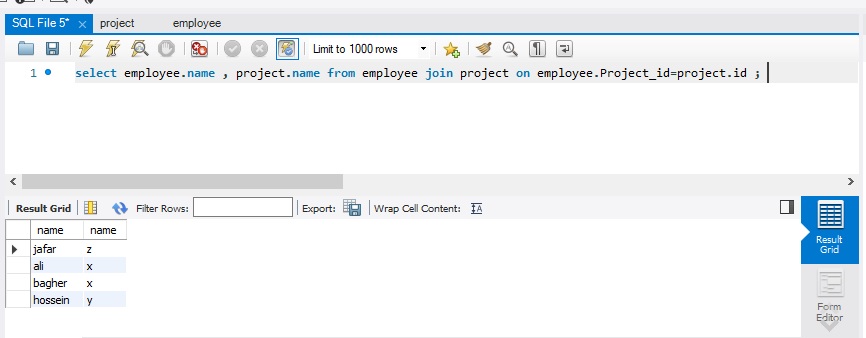 SQL File 5* × project employee
Limit to 1000 rows
1 select employee.name , project.name from employee join project on employee.Project_id=project.id ;
Result Grid Filter Rows: Export: Wrap Cell Content: IA
name name
jafar z
ali x
bagher x
hossein y
Result
Grid
Form
Editor